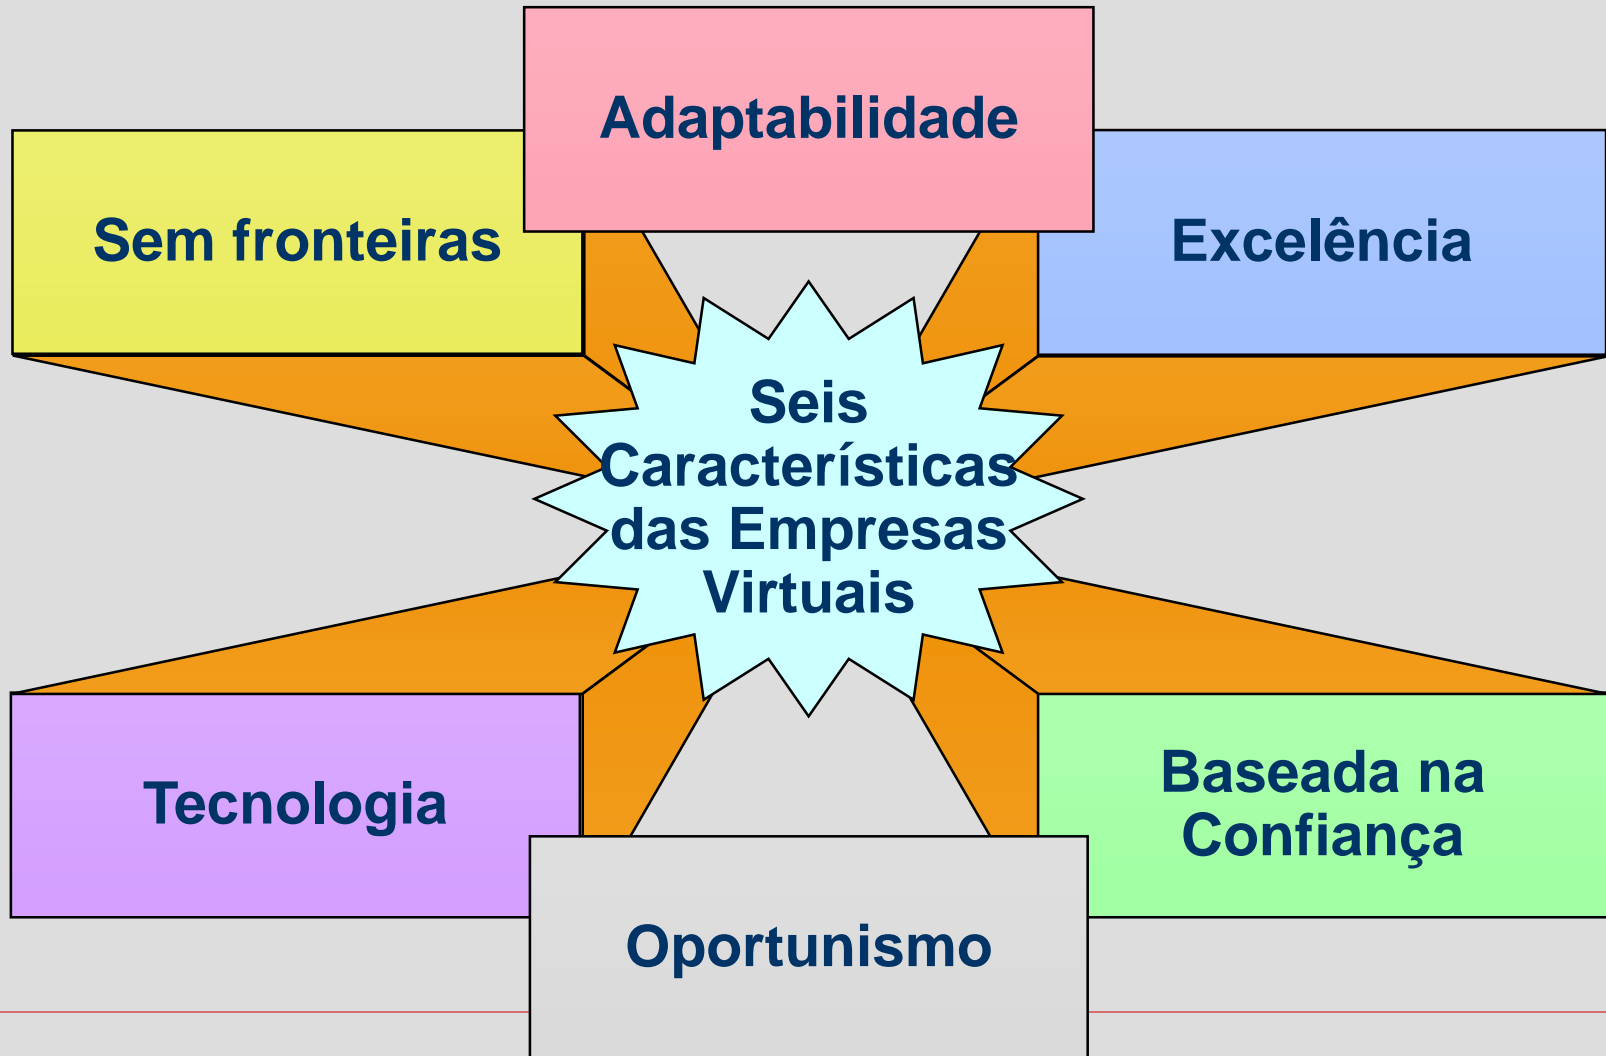 Adaptabilidade
Sem fronteiras
Excelência
Seis
Características
das Empresas
Virtuais
Tecnologia
Baseada na
Confiança
Oportunismo